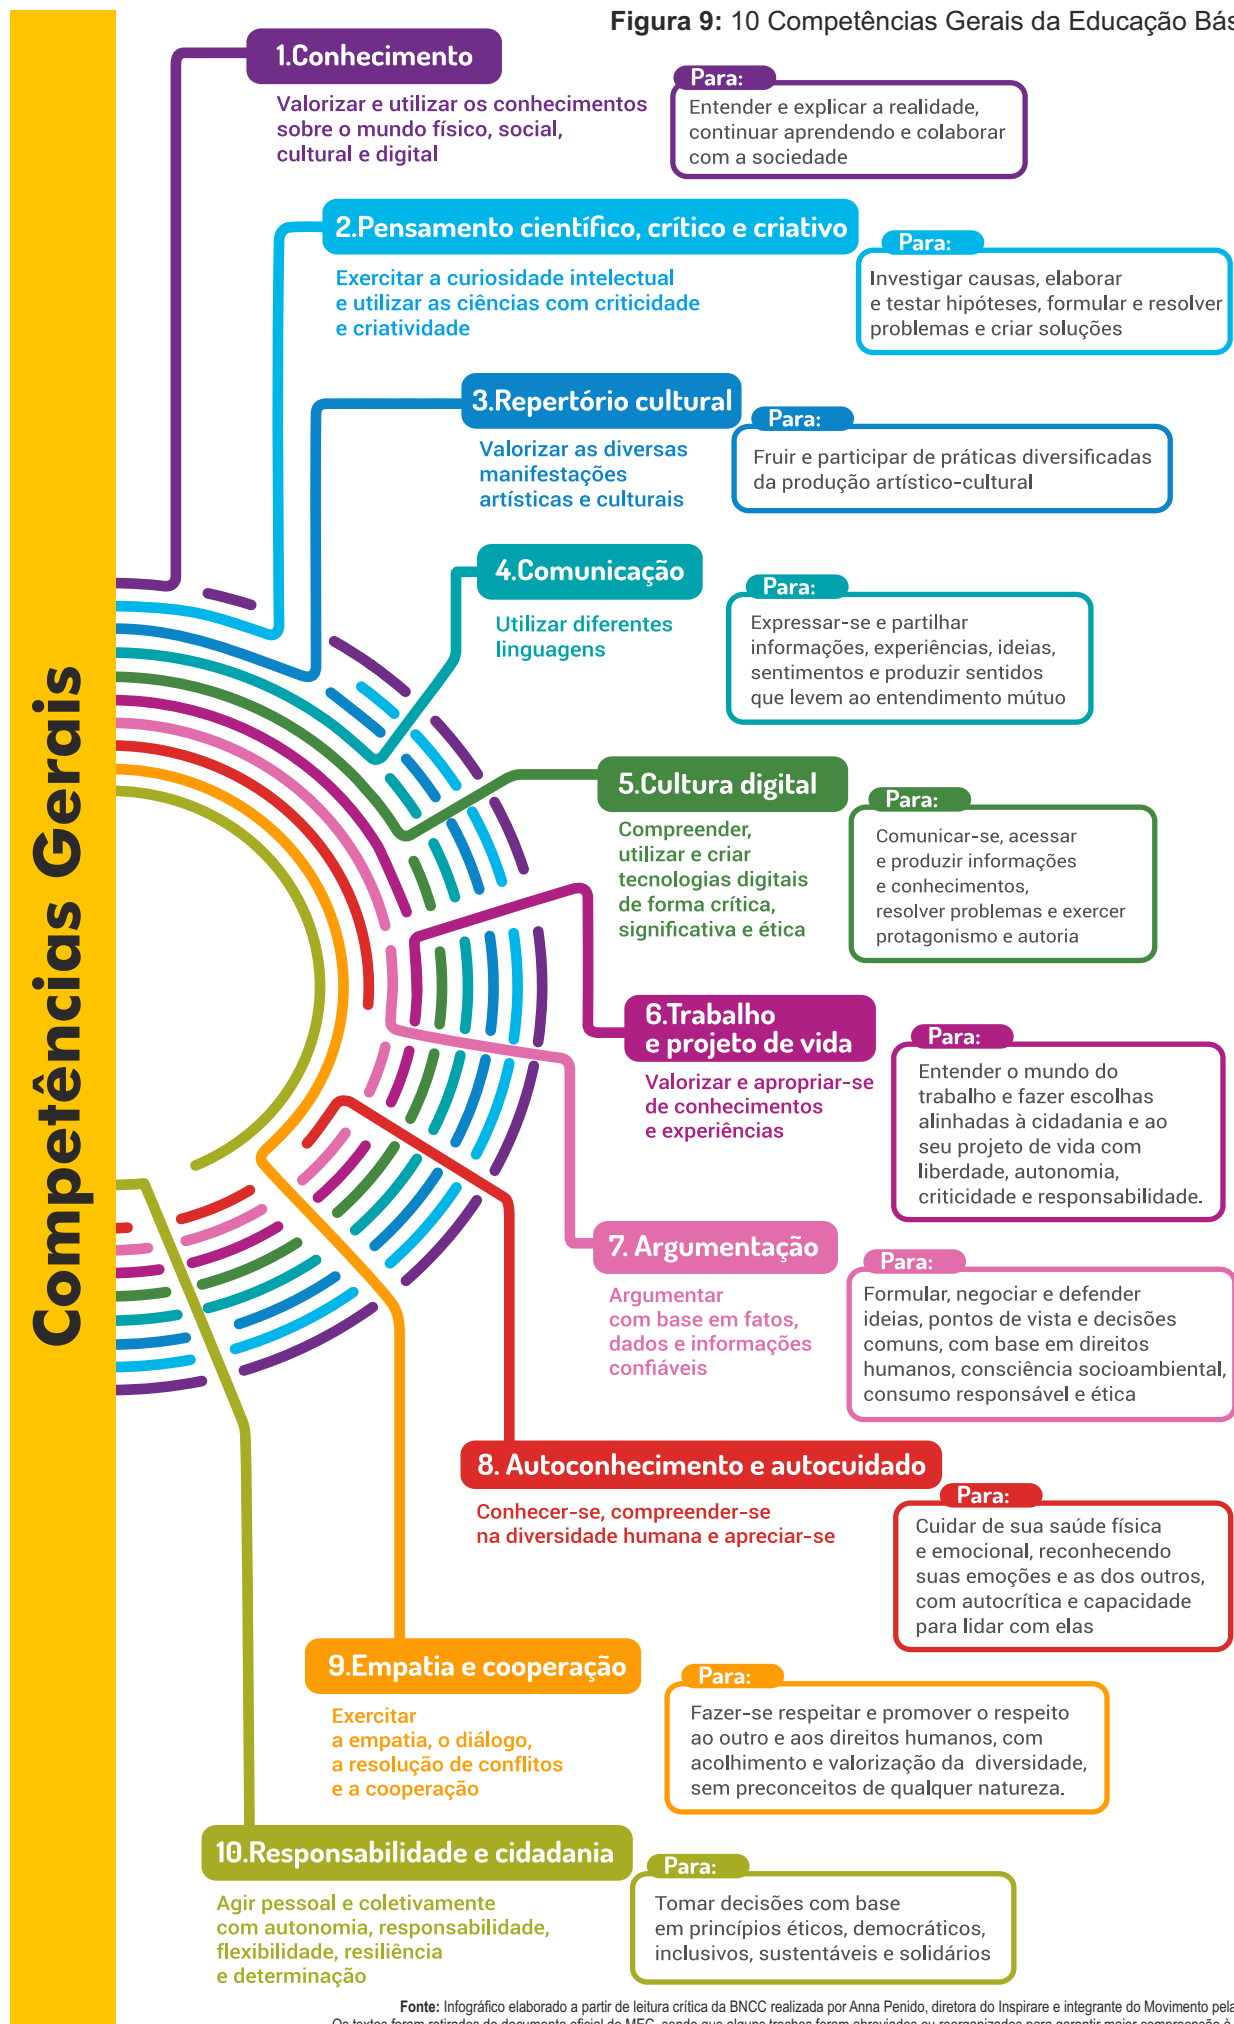 Figura 9: 10 Competências Gerais da Educação
Competências Gerais
1.Conhecimento
Valorizar e utilizar os conhecimentos
sobre o mundo físico, social,
cultural e digital
Para:
Entender e explicar a realidade,
continuar aprendendo e colaborar
com a sociedade
2.Pensamento científico, crítico e criativo
Exercitar a curiosidade intelectual
e utilizar as ciências com criticidade
e criatividade
Para:
Investigar causas, elaborar
e testar hipóteses, formular e resolver
problemas e criar soluções
3.Repertório cultural
Valorizar as diversas
manifestações
artísticas e culturais
Para:
Fruir e participar de práticas diversificadas
da produção artístico-cultural
4.Comunicação
Utilizar diferentes
linguagens
Para:
Expressar-se e partilhar
informações, experiências, ideias,
sentimentos e produzir sentidos
que levem ao entendimento mútuo
5.Cultura digital
Compreender,
utilizar e criar
tecnologias digitais
de forma crítica,
significativa e ética
Para:
Comunicar-se, acessar
e produzir informações
e conhecimentos,
resolver problemas e exercer
protagonismo e autoria
6.Trabalho
e projeto de vida
Valorizar e apropriar-se
de conhecimentos
e experiências
Para:
Entender o mundo do
trabalho e fazer escolhas
alinhadas à cidadania e ao
seu projeto de vida com
liberdade, autonomia,
criticidade e responsabilidade.
7. Argumentação
Argumentar
com base em fatos,
dados e informações
confiáveis
Para:
Formular, negociar e defender
ideias, pontos de vista e decisões
comuns, com base em direitos
humanos, consciência socioambiental,
consumo responsável e ética
8. Autoconhecimento e autocuidado
Conhecer-se, compreender-se
na diversidade humana e apreciar-se
Para:
Cuidar de sua saúde física
e emocional, reconhecendo
suas emoções e as dos outros,
com autocrítica e capacidade
para lidar com elas
9.Empatia e cooperação
Exercitar
a empatia, o diálogo,
a resolução de conflitos
e a cooperação
Para:
Fazer-se respeitar e promover o respeito
ao outro e aos direitos humanos, com
acolhimento e valorização da diversidade,
sem preconceitos de qualquer natureza.
10.Responsabilidade e cidadania
Agir pessoal e coletivamente
com autonomia, responsabilidade,
flexibilidade, resiliência
e determinação
Para:
Tomar decisões com base
em princípios éticos, democráticos,
inclusivos, sustentáveis e solidários
Fonte: Infográfico elaborado a partir de leitura crítica da BNCC realizada por Anna Penido, diretora do Inspirare e integrante do Movimento pela